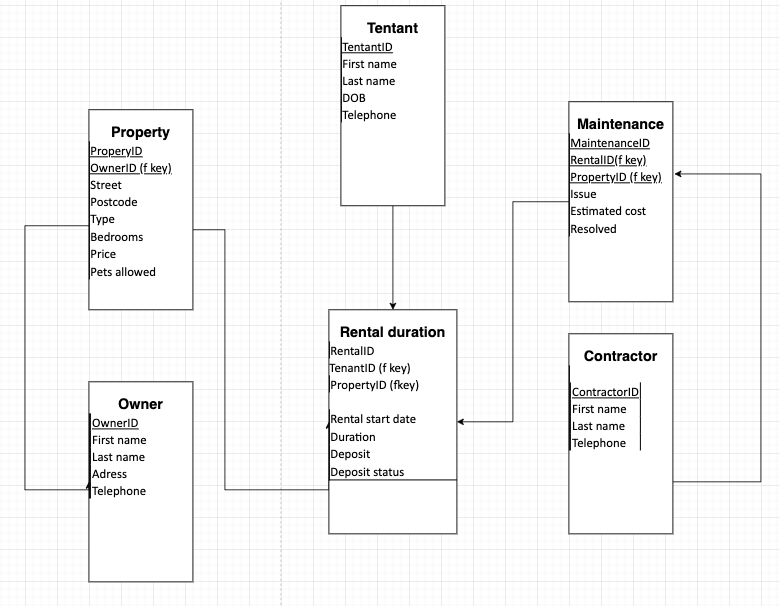 Tentant
TentantID
First name
Last name
DOB
Telephone
Property
ProperyID
OwnerID (f key)
Street
Postcode
Type
Bedrooms
Price
Pets allowed
Maintenance
MaintenanceID
RentalID(f key)
PropertyID (f key)
Issue
Estimated cost
Resolved
Owner
OwnerID
First name
Last name
Adress
Telephone
Rental duration
RentalID
TenantID (f key)
PropertyID (fkey)
Rental start date
Duration
Deposit
Deposit status
Contractor
ContractorID
First name
Last name
Telephone